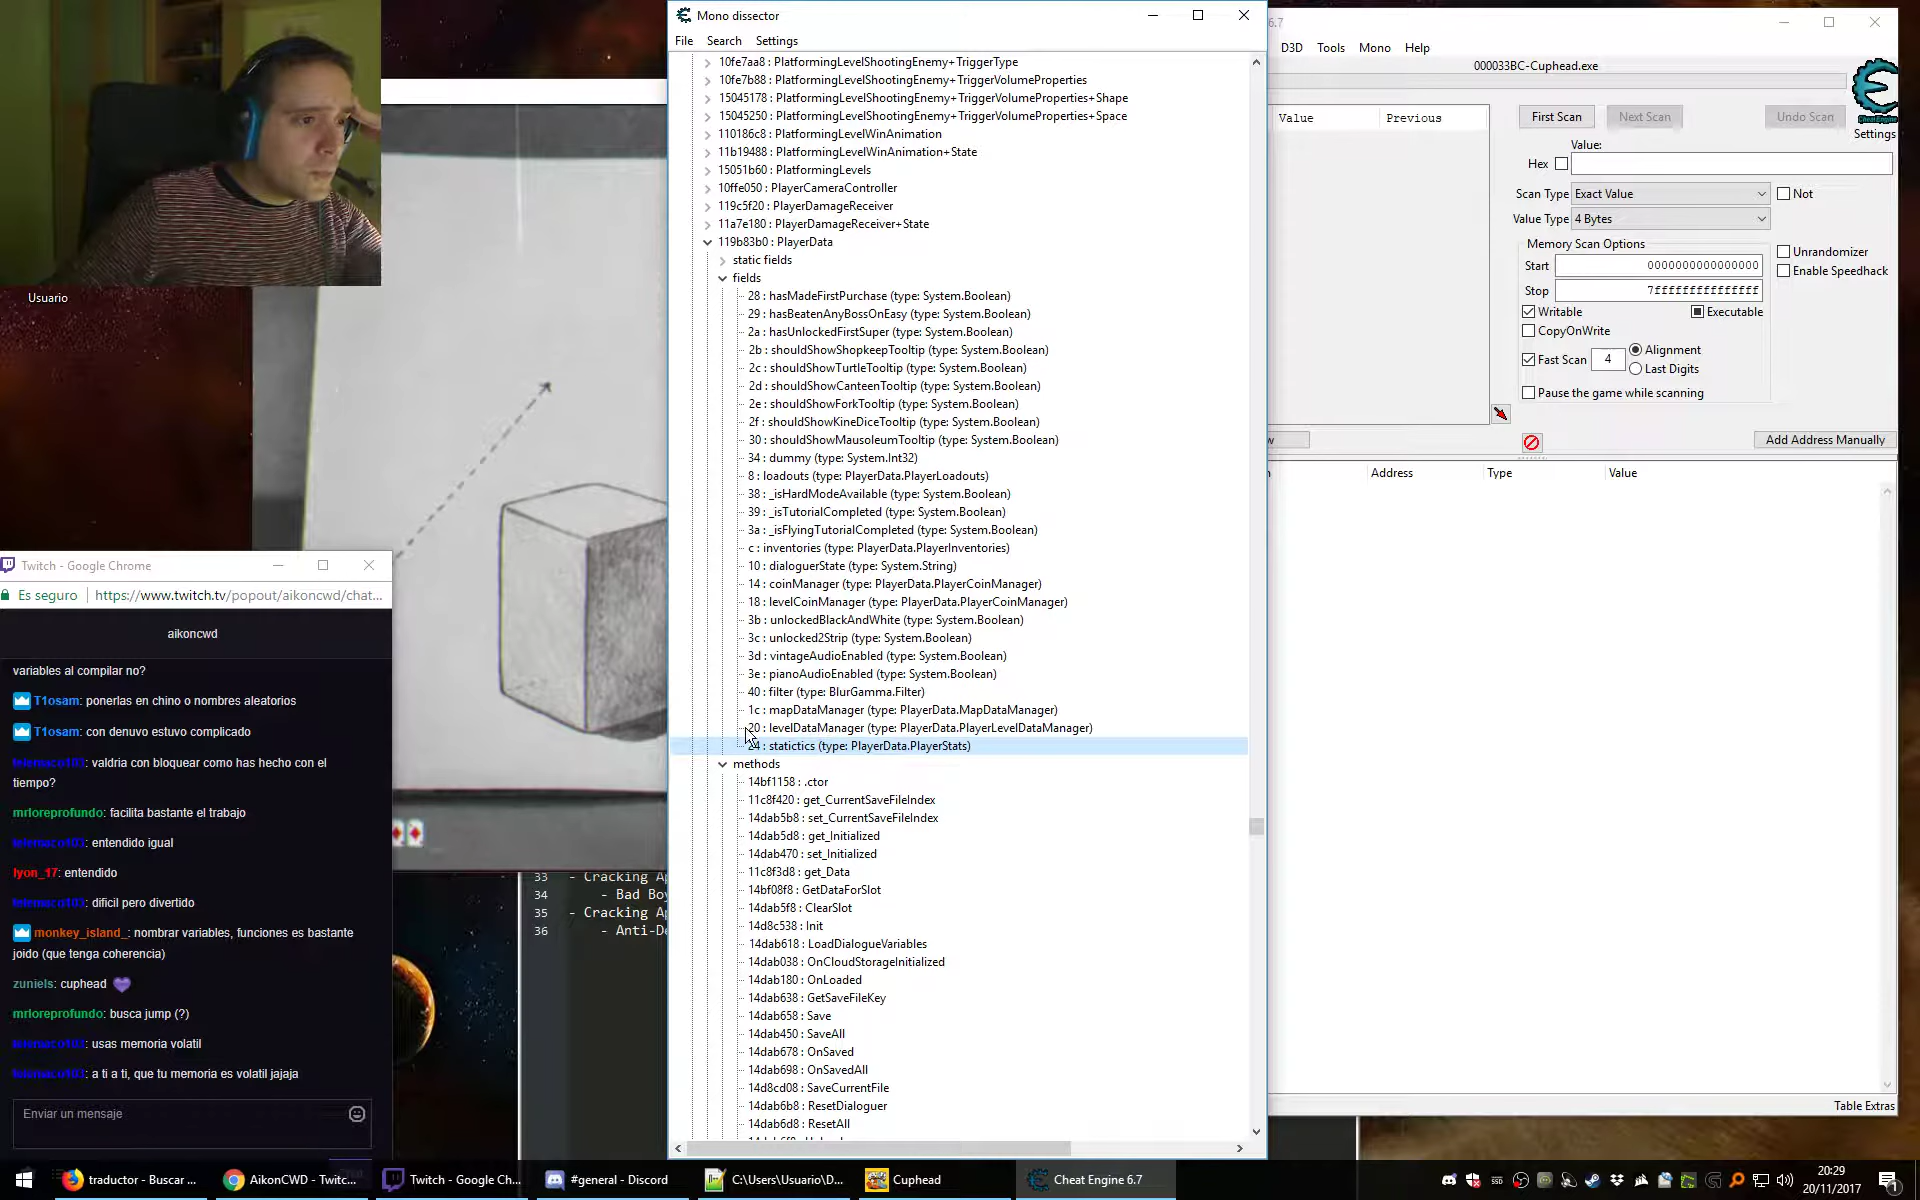 Usuario
Twitch - Google Chrome
Es seguro
https://www.twitch.tv/popout/aikoncwd/chat...
aikoncwd
variables al compilar no?
T1osam: ponerlas en chino o nombres aleatorios
T1osam: con denuvo estuvo complicado
telemaco103: valdria con bloquear como has hecho con el
tiempo?
mrloreprofundo: facilita bastante el trabajo
telemaco103: entendido igual
lyon_17: entendido
telemaco103: dificil pero divertido
monkey_island_: nombrar variables, funciones es bastante
joido (que tenga coherencia)
zuniels: cuphead
mrloreprofundo: busca jump (?)
telemaco103: usas memoria volatil
telemaco103: a ti a ti, que tu memoria es volatil jajaja
Enviar un mensaje
33 - Cracking Ap
34 - Bad Boy
35 - Cracking Ap
36 - Anti-De
Mono dissector
File Search Settings
10fe7aa8 : PlatformingLevelShootingEnemy+TriggerType
10fe7b88 : PlatformingLevelShootingEnemy+TriggerVolumeProperties
15045178 : PlatformingLevelShootingEnemy+TriggerVolumeProperties+Shape
15045250 : PlatformingLevelShootingEnemy+TriggerVolumeProperties+Space
110186c8 : PlatformingLevelWinAnimation
11b19488 : PlatformingLevelWinAnimation+State
15051b60 : PlatformingLevels
10ffe050 : PlayerCameraController
119c5f20 : PlayerDamageReceiver
11a7e180 : PlayerDamageReceiver+State
119b83b0 : PlayerData
static fields
fields
28 : hasMadeFirstPurchase (type: System.Boolean)
29 : hasBeatenAnyBossOnEasy (type: System.Boolean)
2a : hasUnlockedFirstSuper (type: System.Boolean)
2b : shouldShowShopkeepTooltip (type: System.Boolean)
2c : shouldShowTurtleTooltip (type: System.Boolean)
2d : shouldShowCanteenTooltip (type: System.Boolean)
2e : shouldShowForkTooltip (type: System.Boolean)
2f : shouldShowKineDiceTooltip (type: System.Boolean)
30 : shouldShowMausoleumTooltip (type: System.Boolean)
34 : dummy (type: System.Int32)
8 : loadouts (type: PlayerData.PlayerLoadouts)
38 : _isHardModeAvailable (type: System.Boolean)
39 : _isTutorialCompleted (type: System.Boolean)
3a : _isFlyingTutorialCompleted (type: System.Boolean)
c : inventories (type: PlayerData.PlayerInventories)
10 : dialoguerState (type: System.String)
14 : coinManager (type: PlayerData.PlayerCoinManager)
18 : levelCoinManager (type: PlayerData.PlayerCoinManager)
3b : unlockedBlackAndWhite (type: System.Boolean)
3c : unlocked2Strip (type: System.Boolean)
3d : vintageAudioEnabled (type: System.Boolean)
3e : pianoAudioEnabled (type: System.Boolean)
40 : filter (type: BlurGamma.Filter)
1c : mapDataManager (type: PlayerData.MapDataManager)
20 : levelDataManager (type: PlayerData.PlayerLevelDataManager)
24 : statictics (type: PlayerData.PlayerStats)
methods
14bf1158 : .ctor
11c8f420 : get_CurrentSaveFileIndex
14dab5b8 : set_CurrentSaveFileIndex
14dab5d8 : get_Initialized
14dab470 : set_Initialized
11c8f3d8 : get_Data
14bf08f8 : GetDataForSlot
14dab5f8 : ClearSlot
14d8c538 : Init
14dab618 : LoadDialogueVariables
14dab038 : OnCloudStorageInitialized
14dab180 : OnLoaded
14dab638 : GetSaveFileKey
14dab658 : Save
14dab450 : SaveAll
14dab678 : OnSaved
14dab698 : OnSavedAll
14d8cd08 : SaveCurrentFile
14dab6b8 : ResetDialoguer
14dab6d8 : ResetAll
6.7
D3D Tools Mono Help
000033BC-Cuphead.exe
Value Previous
First Scan Next Scan Undo Scan
Settings
Value:
Hex
Scan Type Exact Value Not
Value Type 4 Bytes
Memory Scan Options
Start 0000000000000000
Stop 7fffffffffffffff
Unrandomizer
Enable Speedhack
Writable Executable
CopyOnWrite
Fast Scan 4 Alignment
Last Digits
Pause the game while scanning
Add Address Manually
Address Type Value
Table Extras
traductor - Buscar ...
AikonCWD - Twitc...
Twitch - Google Ch...
#general - Discord
C:\Users\Usuario\D...
Cuphead
Cheat Engine 6.7
20:29
20/11/2017